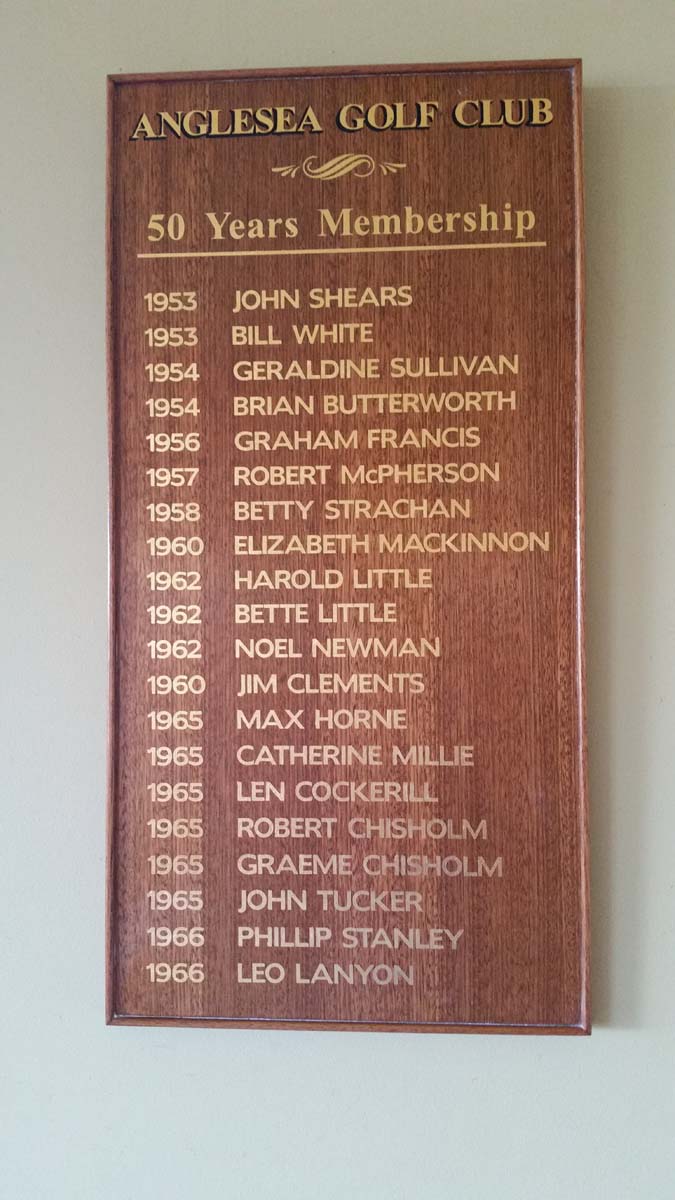 ANGLESEA GOLF CLUB
50 Years Membership
1953 JOHN SHEARS
1953 BILL WHITE
1954 GERALDINE SULLIVAN
1954 BRIAN BUTTERWORTH
1956 GRAHAM FRANCIS
1957 ROBERT McPHERSON
1958 BETTY STRACHAN
1960 ELIZABETH MACKINNON
1962 HAROLD LITTLE
1962 BETTE LITTLE
1962 NOEL NEWMAN
1960 JIM CLEMENTS
1965 MAX HORNE
1965 CATHERINE MILLIE
1965 LEN COCKERILL
1965 ROBERT CHISHOLM
1965 GRAEME CHISHOLM
1965 JOHN TUCKER
1966 PHILLIP STANLEY
1966 LEO LANYON